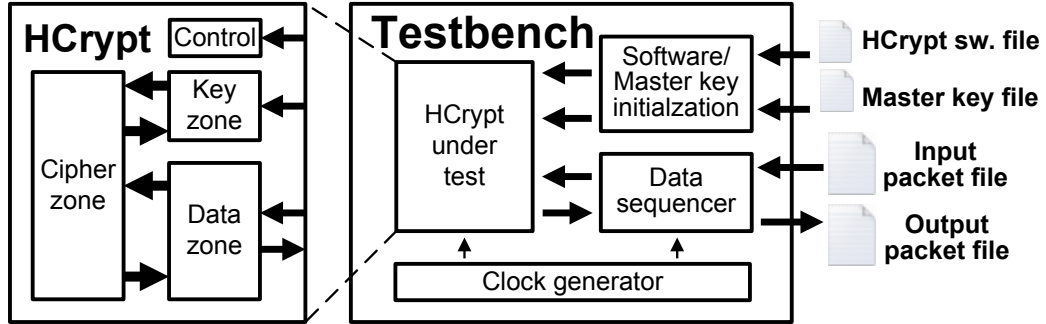 HCrypt
Control
Key
zone
Cipher
zone
Data
zone
Testbench
HCrypt
under
test
Software/
Master key
initialzation
Data
sequencer
Clock generator
HCrypt sw. file
Master key file
Input
packet file
Output
packet file